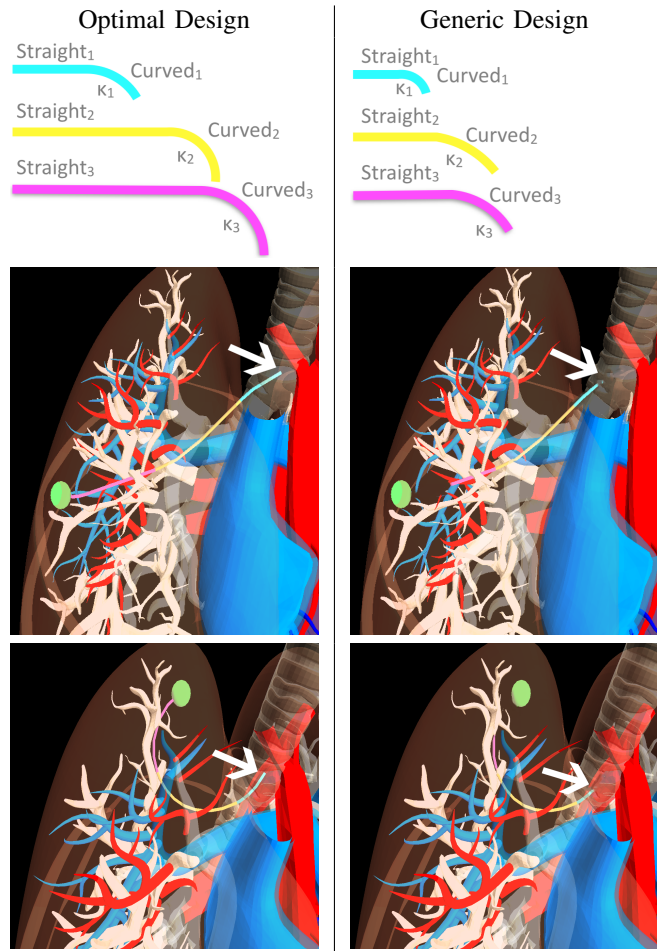 Optimal Design
Straight₁
Curved₁
κ₁
Straight₂
Curved₂
κ₂
Straight₃
Curved₃
κ₃
Generic Design
Straight₁
Curved₁
κ₁
Straight₂
Curved₂
κ₂
Straight₃
Curved₃
κ₃